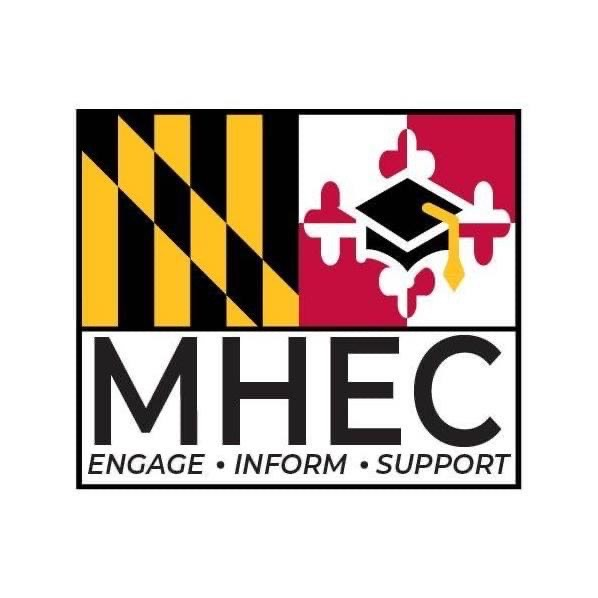 MHEC
ENGAGE • INFORM • SUPPORT